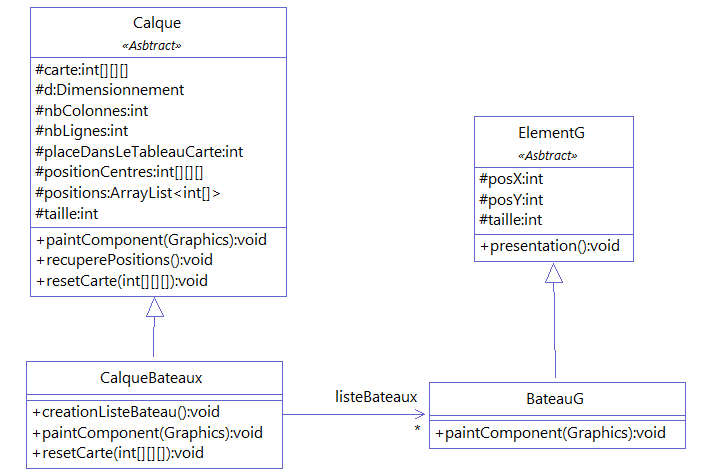 Calque
«Asbtract»
#carte:int[][][]
#d:Dimensionnement
#nbColonnes:int
#nbLignes:int
#placeDansLeTableauCarte:int
#positionCentres:int[][][]
#positions:ArrayList<int[]>
#taille:int
+paintComponent(Graphics):void
+recuperePositions():void
+resetCarte(int[][][]):void
ElementG
«Asbtract»
#posX:int
#posY:int
#taille:int
+presentation():void
CalqueBateaux
+creationListeBateau():void
+paintComponent(Graphics):void
+resetCarte(int[][][]):void
listeBateaux
*
BateauG
+paintComponent(Graphics):void